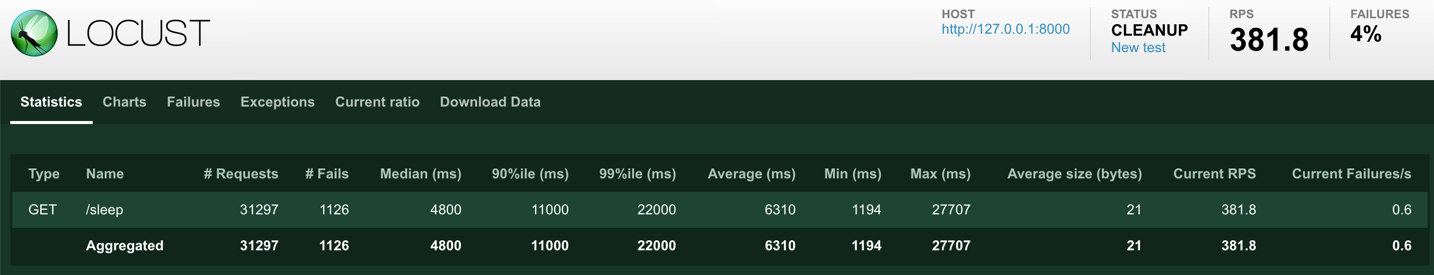 LOCUST
HOST
http://127.0.0.1:8000
STATUS
CLEANUP
New test
RPS
381.8
FAILURES
4%
Statistics Charts Failures Exceptions Current ratio Download Data
Type Name # Requests # Fails Median (ms) 90%ile (ms) 99%ile (ms) Average (ms) Min (ms) Max (ms) Average size (bytes) Current RPS Current Failures/s
GET /sleep 31297 1126 4800 11000 22000 6310 1194 27707 21 381.8 0.6
Aggregated 31297 1126 4800 11000 22000 6310 1194 27707 21 381.8 0.6